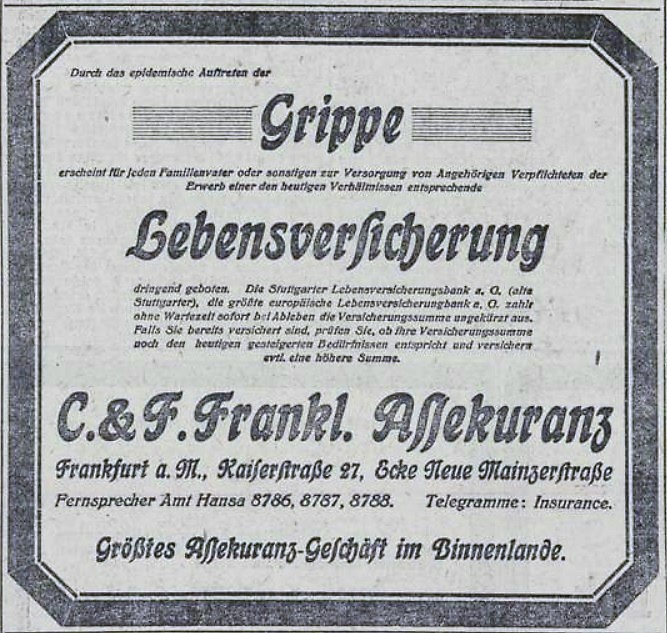 Durch das epidemische Auftreten der
Grippe
erscheint für jeden Familienvater oder sonstigen zur Versorgung von Angehörigen Verpflichteten der
Erwerb einer den heutigen Verhälmissen entsprechende
Lebensversicherung
dringend geboten. Die Stuttgarter Lebensversicherungsbank a. G. (alte
Stuttgarter), die größte europäische Lebensversicherungbank a. G. zahlt
ohne Wartezeit sofort bei Ableben die Versicherungssumme ungekürzt aus.
Falls Sie bereits versichert sind, prüfen Sie, ob ihre Versicherungssumme
noch den heutigen gesteigerten Bedürfnissen entspricht und versichern
evtl. eine höhere Summe.
C. & F. Frankl. Assekuranz
Frankfurt a. M., Kaiserstraße 27, Ecke Neue Mainzerstraße
Fernsprecher Amt Hansa 8786, 8787, 8788. Telegramme: Insurance.
Größtes Assekuranz-Geschäft im Binnenlande.